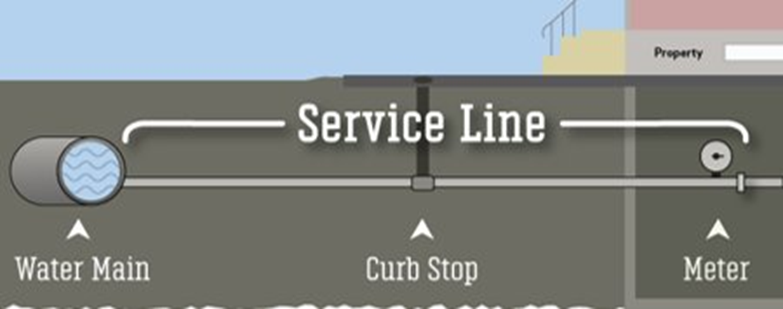 Property
Service Line
Water Main
Curb Stop
Meter